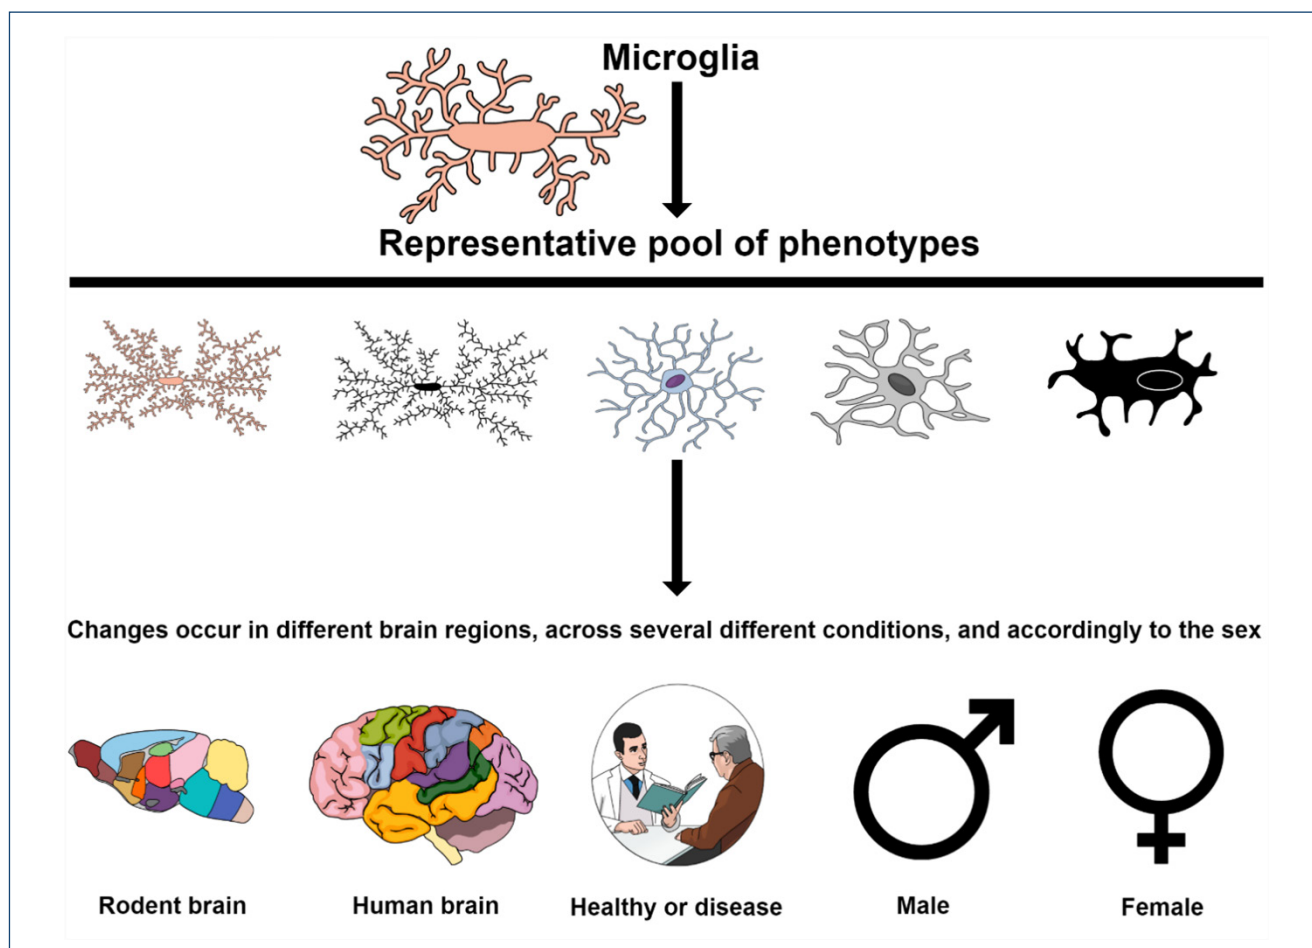 Microglia
Representative pool of phenotypes
Changes occur in different brain regions, across several different conditions, and accordingly to the sex
Rodent brain
Human brain
Healthy or disease
Male
Female